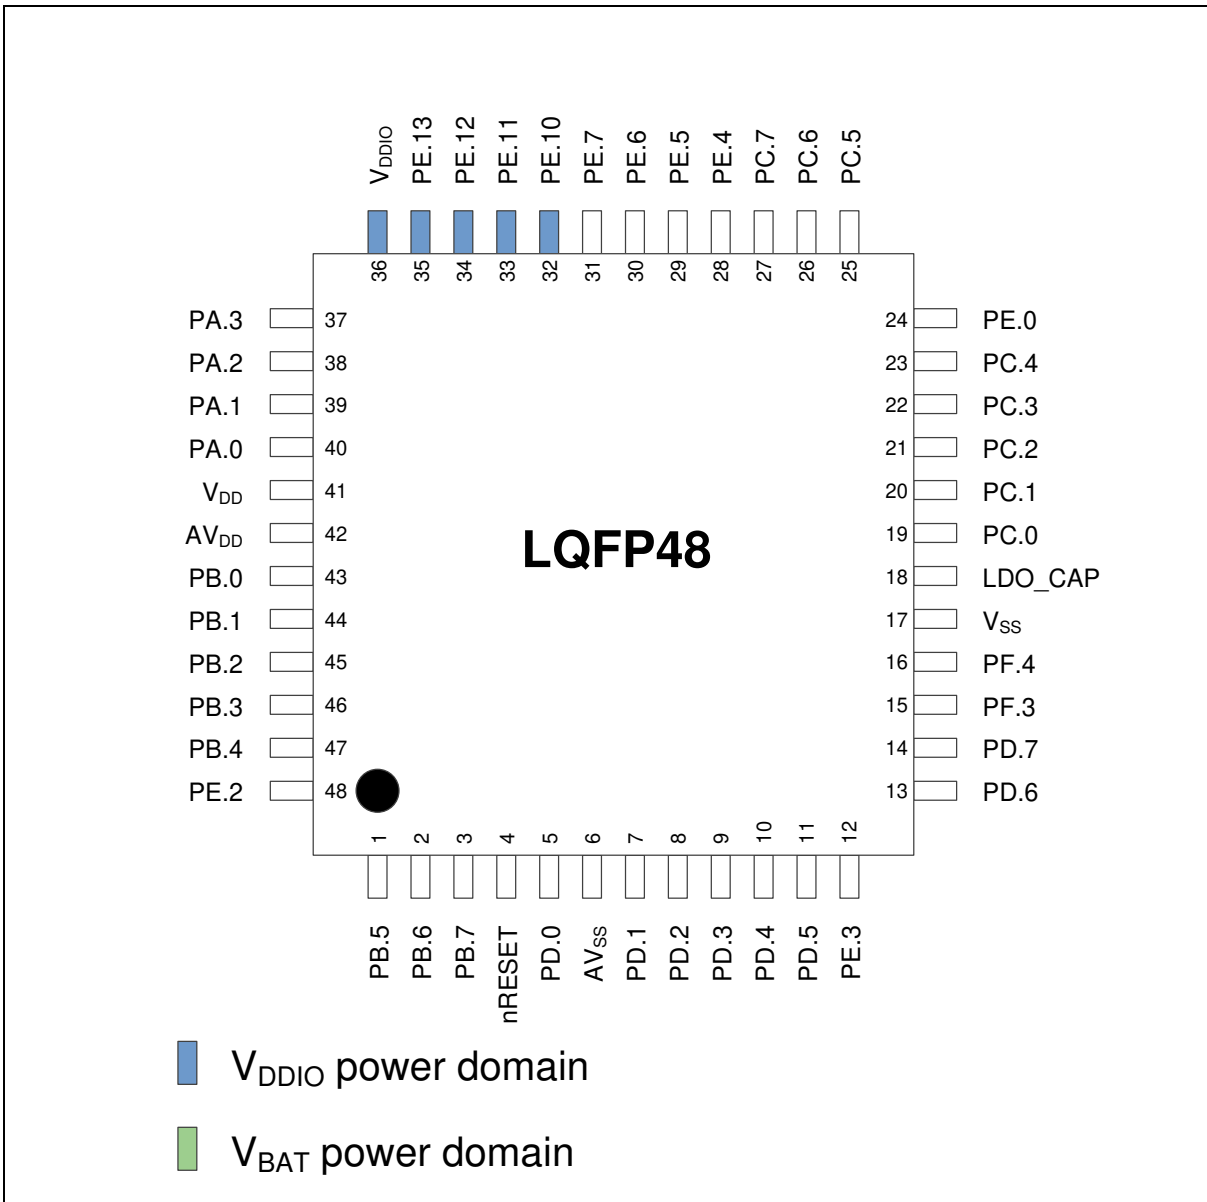 VDDIO
PE.13
PE.12
PE.11
PE.10
PE.7
PE.6
PE.5
PE.4
PC.7
PC.6
PC.5
36
35
34
33
32
31
30
29
28
27
26
25
PA.3 37
24 PE.0
PA.2 38
23 PC.4
PA.1 39
22 PC.3
PA.0 40
21 PC.2
VDD 41
20 PC.1
AVDD 42
19 PC.0
LQFP48
PB.0 43
18 LDO_CAP
PB.1 44
17 VSS
PB.2 45
16 PF.4
PB.3 46
15 PF.3
PB.4 47
14 PD.7
PE.2 48
13 PD.6
1
2
3
4
5
6
7
8
9
10
11
12
PB.5
PB.6
PB.7
nRESET
PD.0
AVSS
PD.1
PD.2
PD.3
PD.4
PD.5
PE.3
VDDIO power domain
VBAT power domain